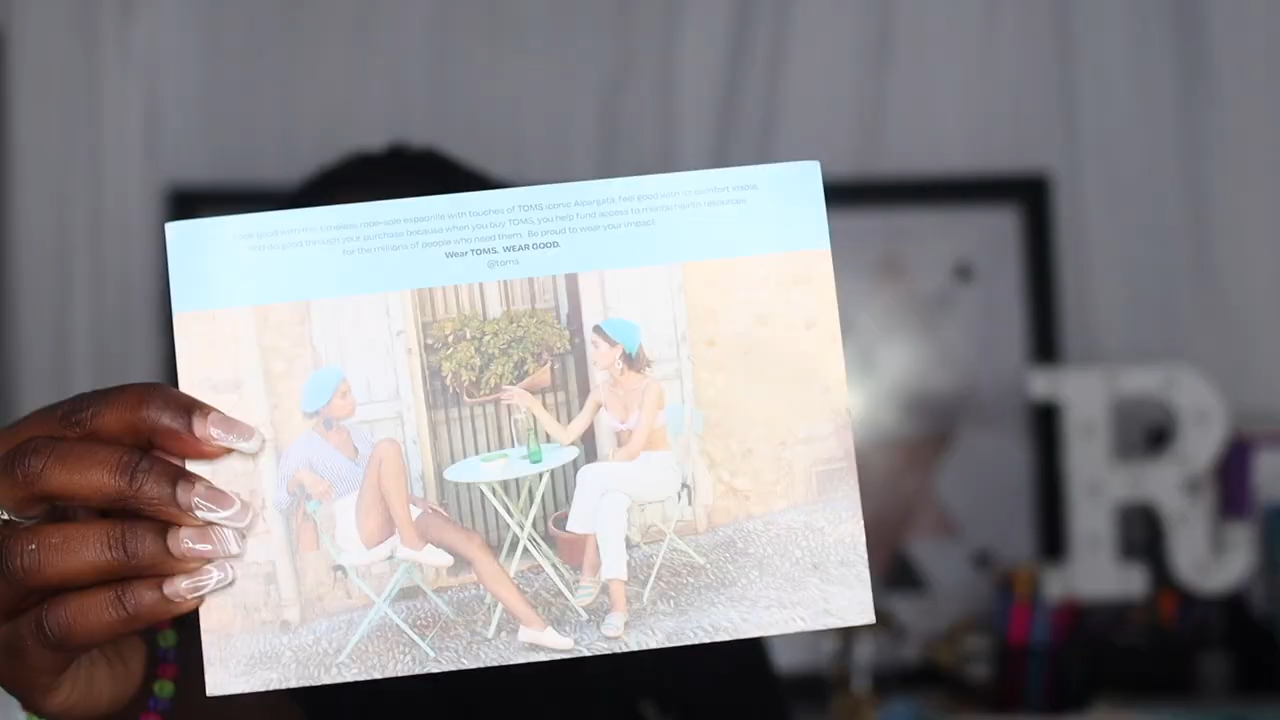 Look good with this timeless rope-sole espadrille with touches of TOMS iconic Alpargata, feel good with its comfort insole,
and do good through your purchase because when you buy TOMS, you help fund access to mental health resources
for the millions of people who need them. Be proud to wear your impact.
Wear TOMS. WEAR GOOD.
@toms
R